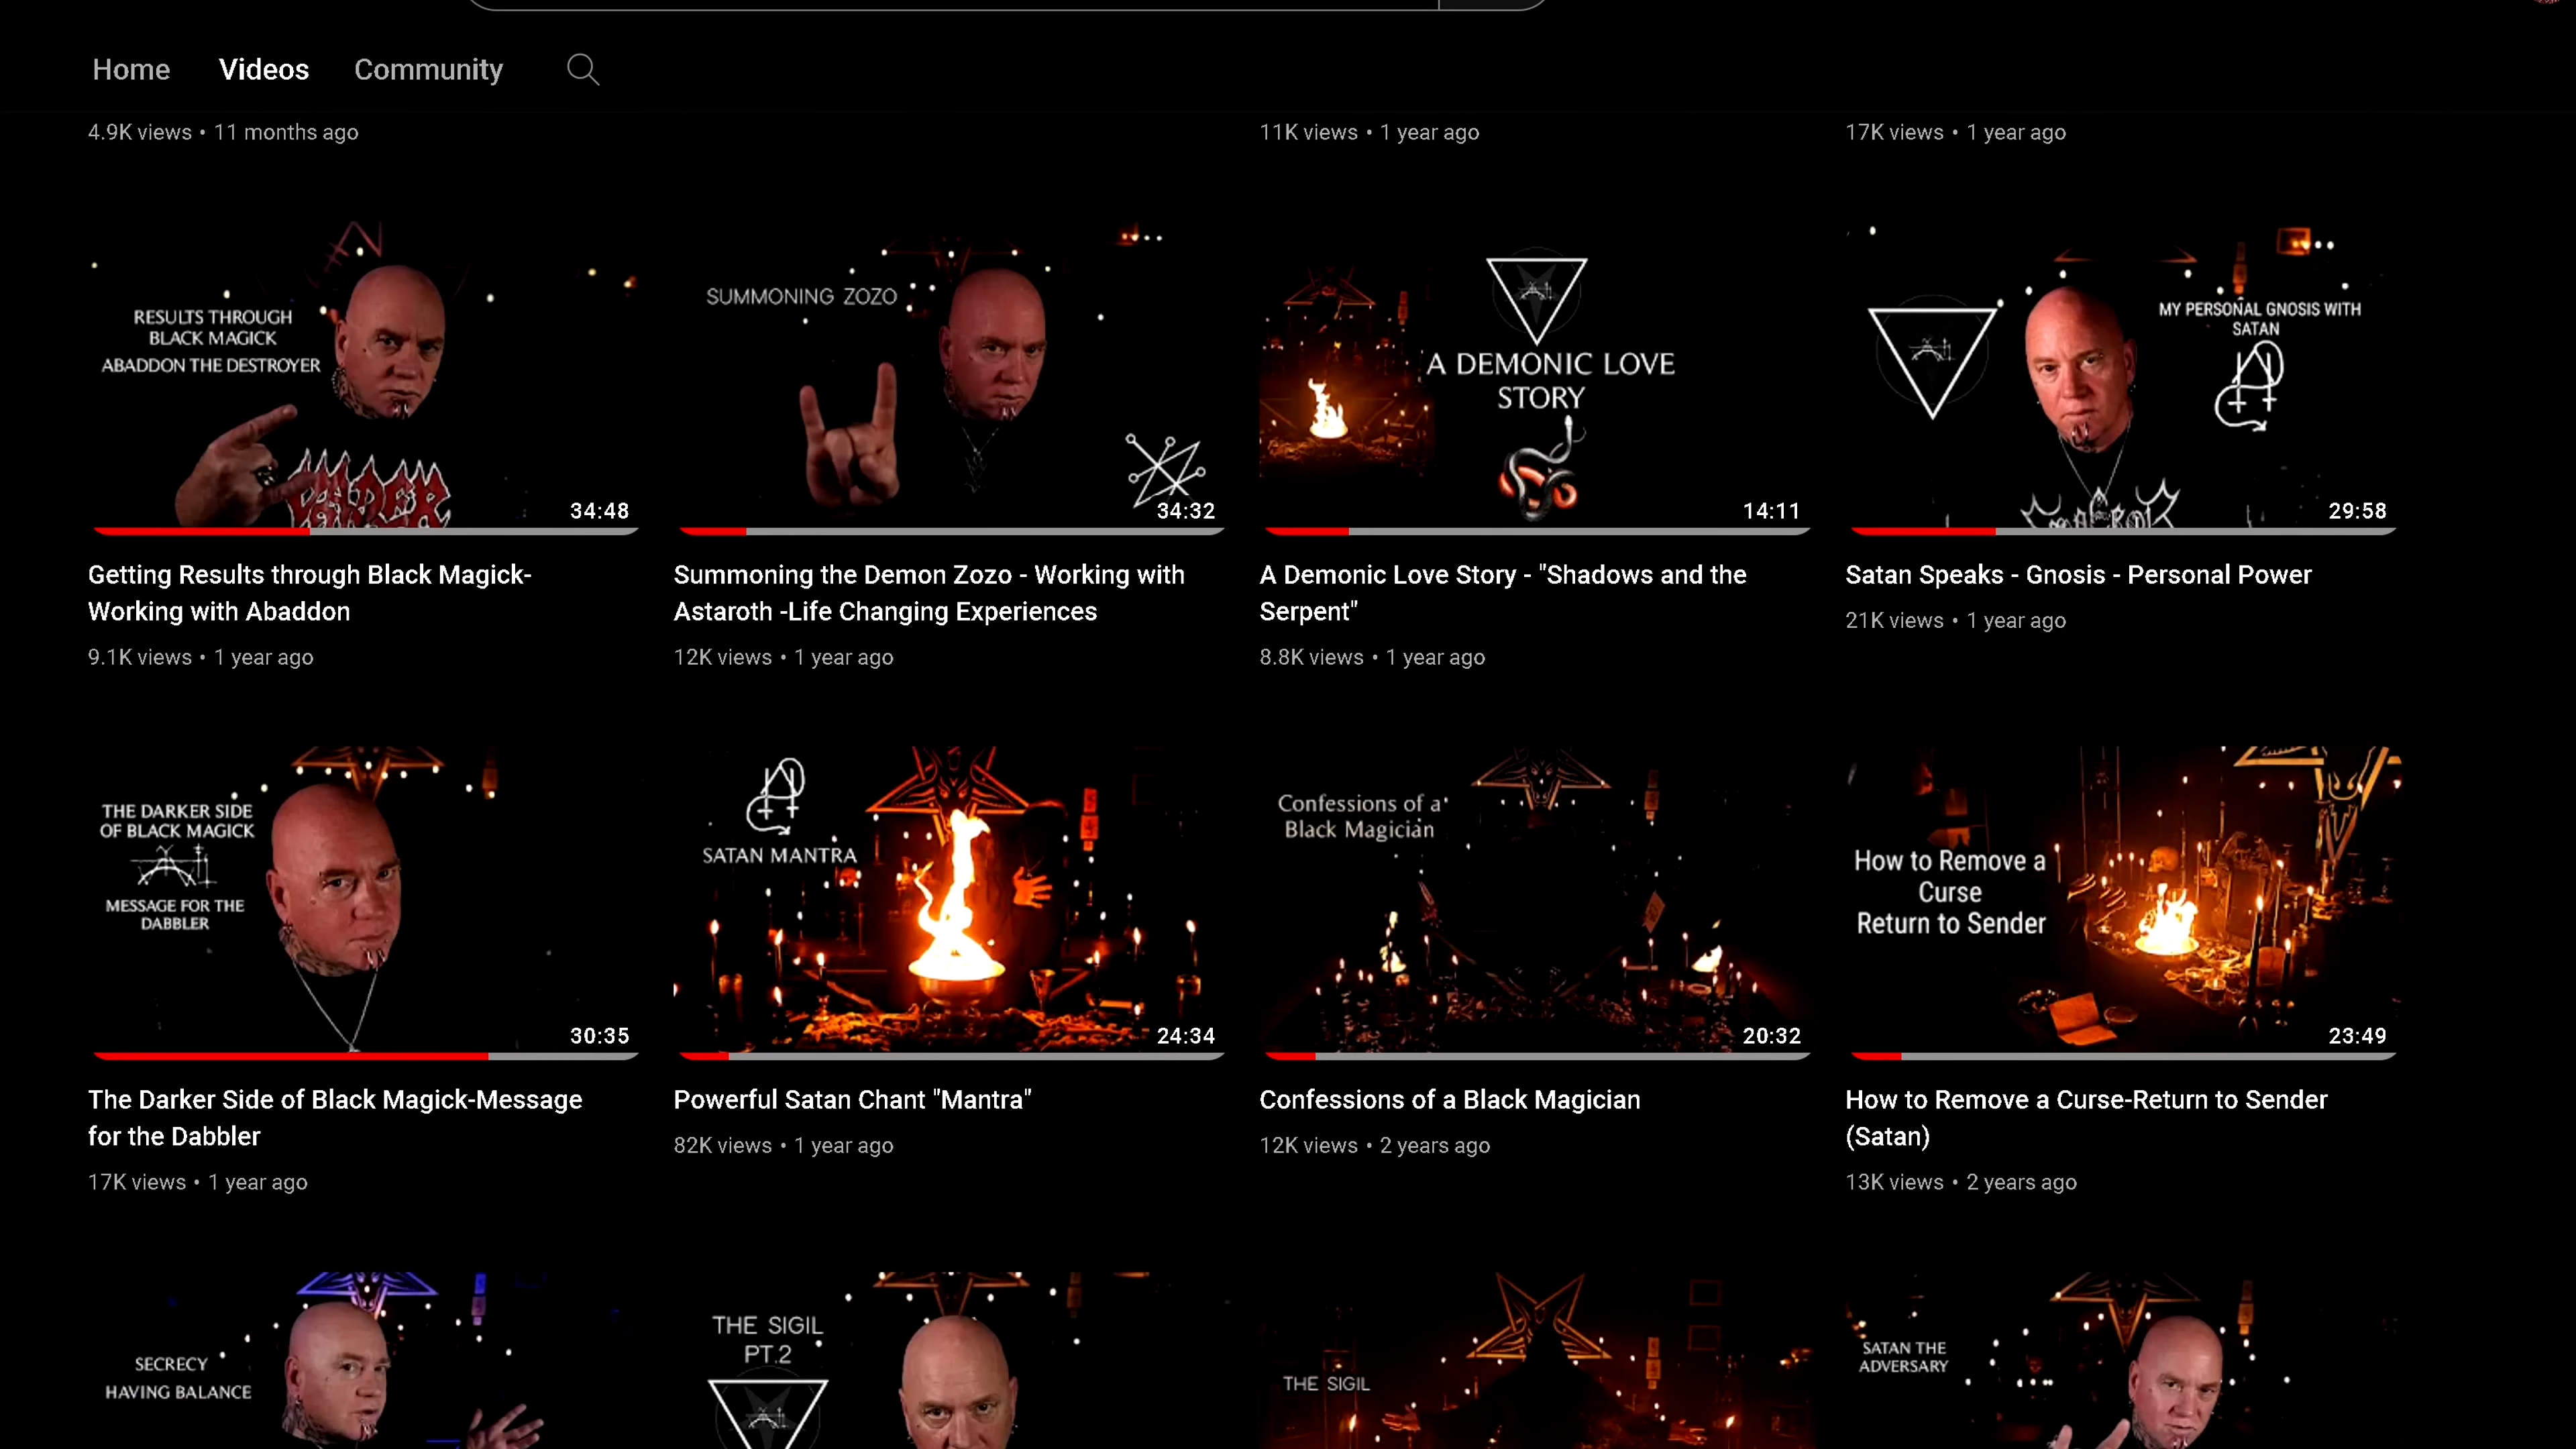 Home Videos Community
4.9K views • 11 months ago
11K views • 1 year ago
17K views • 1 year ago
RESULTS THROUGH
BLACK MAGICK
ABADDON THE DESTROYER
VADER
34:48
SUMMONING ZOZO
34:32
A DEMONIC LOVE
STORY
14:11
MY PERSONAL GNOSIS WITH
SATAN
29:58
Getting Results through Black Magick-
Working with Abaddon
9.1K views • 1 year ago
Summoning the Demon Zozo - Working with
Astaroth -Life Changing Experiences
12K views • 1 year ago
A Demonic Love Story - "Shadows and the
Serpent"
8.8K views • 1 year ago
Satan Speaks - Gnosis - Personal Power
21K views • 1 year ago
THE DARKER SIDE
OF BLACK MAGICK
MESSAGE FOR THE
DABBLER
30:35
SATAN MANTRA
24:34
Confessions of a
Black Magician
20:32
How to Remove a
Curse
Return to Sender
23:49
The Darker Side of Black Magick-Message
for the Dabbler
17K views • 1 year ago
Powerful Satan Chant "Mantra"
82K views • 1 year ago
Confessions of a Black Magician
12K views • 2 years ago
How to Remove a Curse-Return to Sender
(Satan)
13K views • 2 years ago
SECRECY
HAVING BALANCE
THE SIGIL
PT.2
THE SIGIL
SATAN THE
ADVERSARY